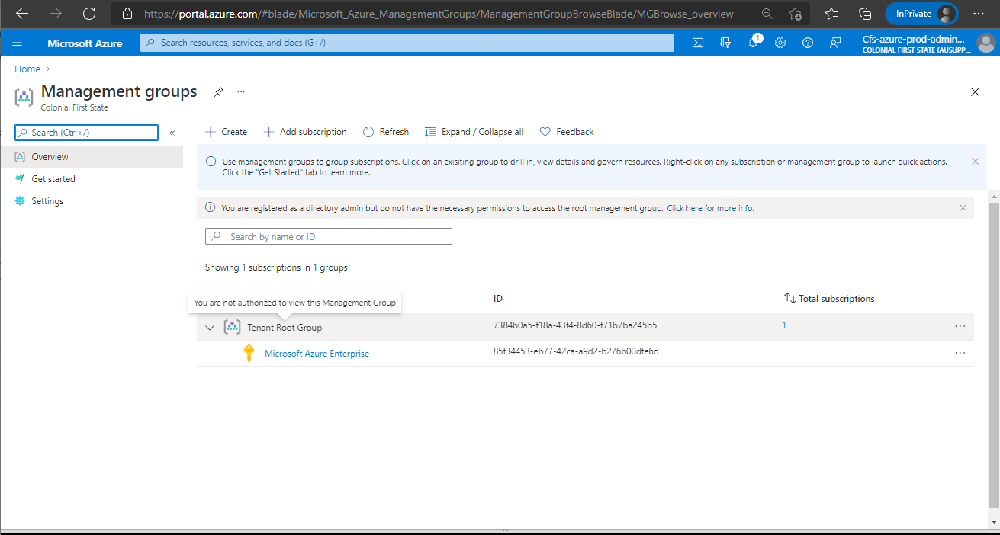 https://portal.azure.com/#blade/Microsoft_Azure_ManagementGroups/ManagementGroupBrowseBlade/MGBrowse_overview
InPrivate
Microsoft Azure
Search resources, services, and docs (G+/)
1
Cfs-azure-prod-admin...
COLONIAL FIRST STATE (AUSUPP...
Home
Management groups
...
Colonial First State
Search (Ctrl+/)
«
Overview
Get started
Settings
Create
Add subscription
Refresh
Expand / Collapse all
Feedback
Use management groups to group subscriptions. Click on an exisiting group to drill in, view details and govern resources. Right-click on any subscription or management group to launch quick actions.
Click the "Get Started" tab to learn more.
You are registered as a directory admin but do not have the necessary permissions to access the root management group. Click here for more info.
Search by name or ID
Showing 1 subscriptions in 1 groups
You are not authorized to view this Management Group
ID
Total subscriptions
Tenant Root Group
7384b0a5-f18a-43f4-8d60-f71b7ba245b5
1
...
Microsoft Azure Enterprise
85f34453-eb77-42ca-a9d2-b276b00dfe6d
...